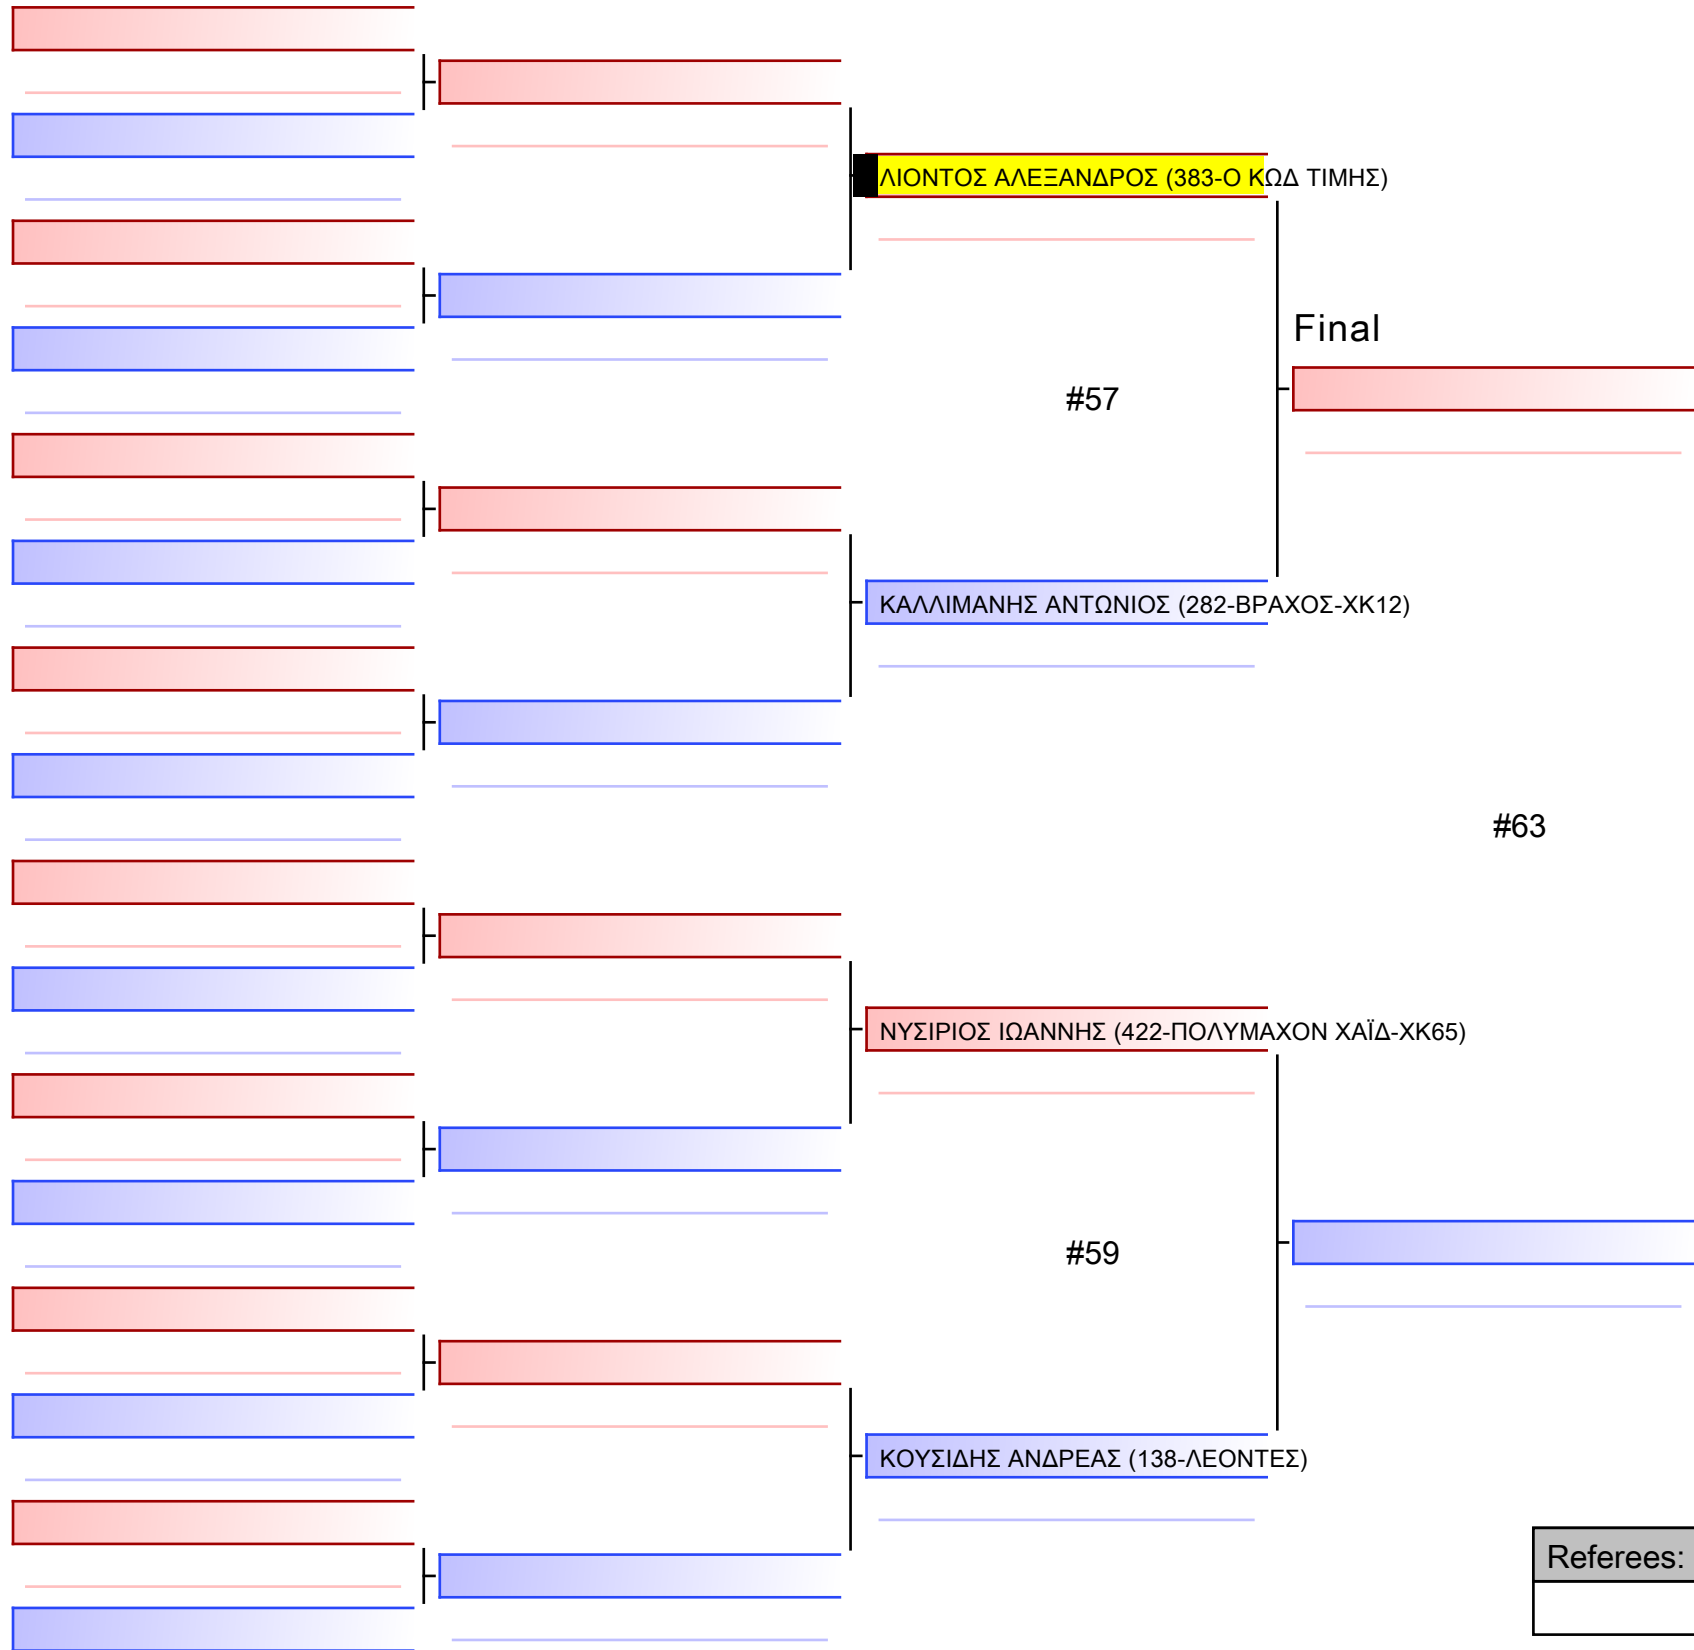 ΛΙΟΝΤΟΣ ΑΛΕΞΑΝΔΡΟΣ (383-Ο ΚΩΔ ΤΙΜΗΣ)
Final
#57
ΚΑΛΛΙΜΑΝΗΣ ΑΝΤΩΝΙΟΣ (282-ΒΡΑΧΟΣ-ΧΚ12)
#63
ΝΥΣΙΡΙΟΣ ΙΩΑΝΝΗΣ (422-ΠΟΛΥΜΑΧΟΝ ΧΑΪΔ-ΧΚ65)
#59
ΚΟΥΣΙΔΗΣ ΑΝΔΡΕΑΣ (138-ΛΕΟΝΤΕΣ)
Referees: